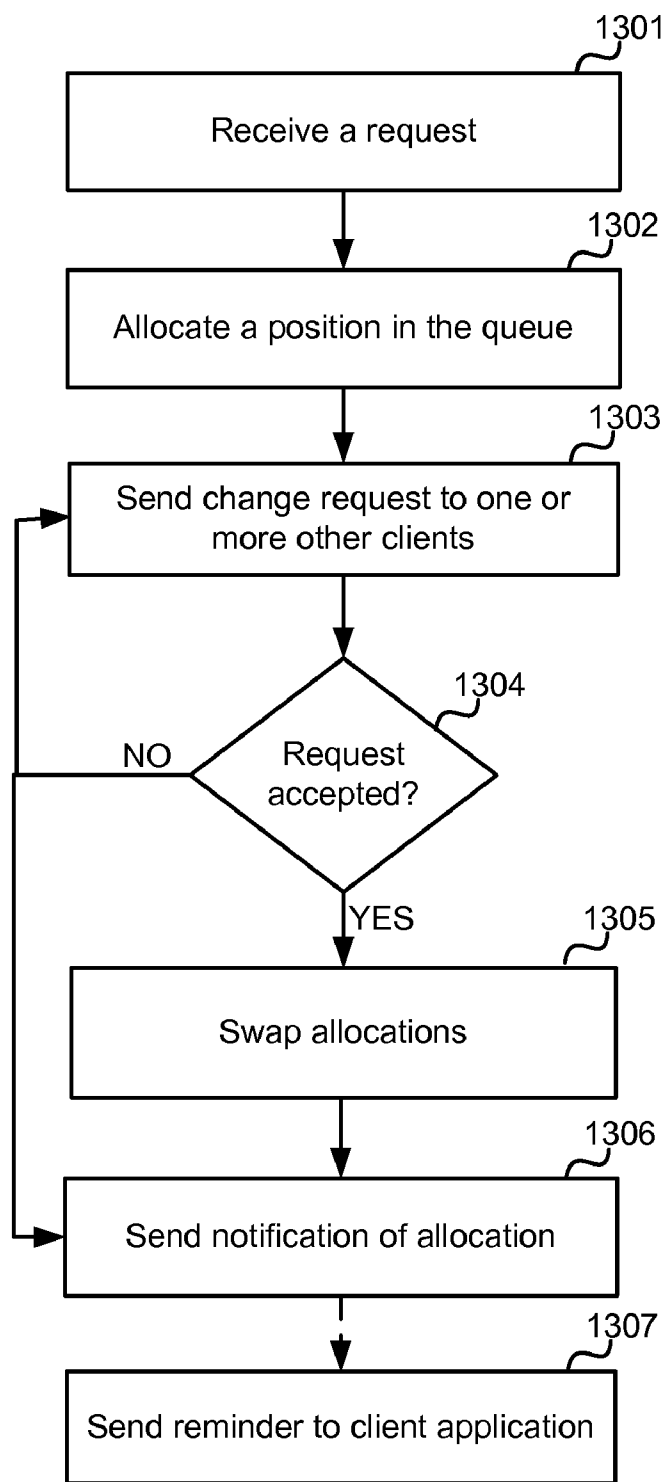 1301
Receive a request
1302
Allocate a position in the queue
1303
Send change request to one or
more other clients
1304
NO
Request
accepted?
YES
1305
Swap allocations
1306
Send notification of allocation
1307
Send reminder to client application